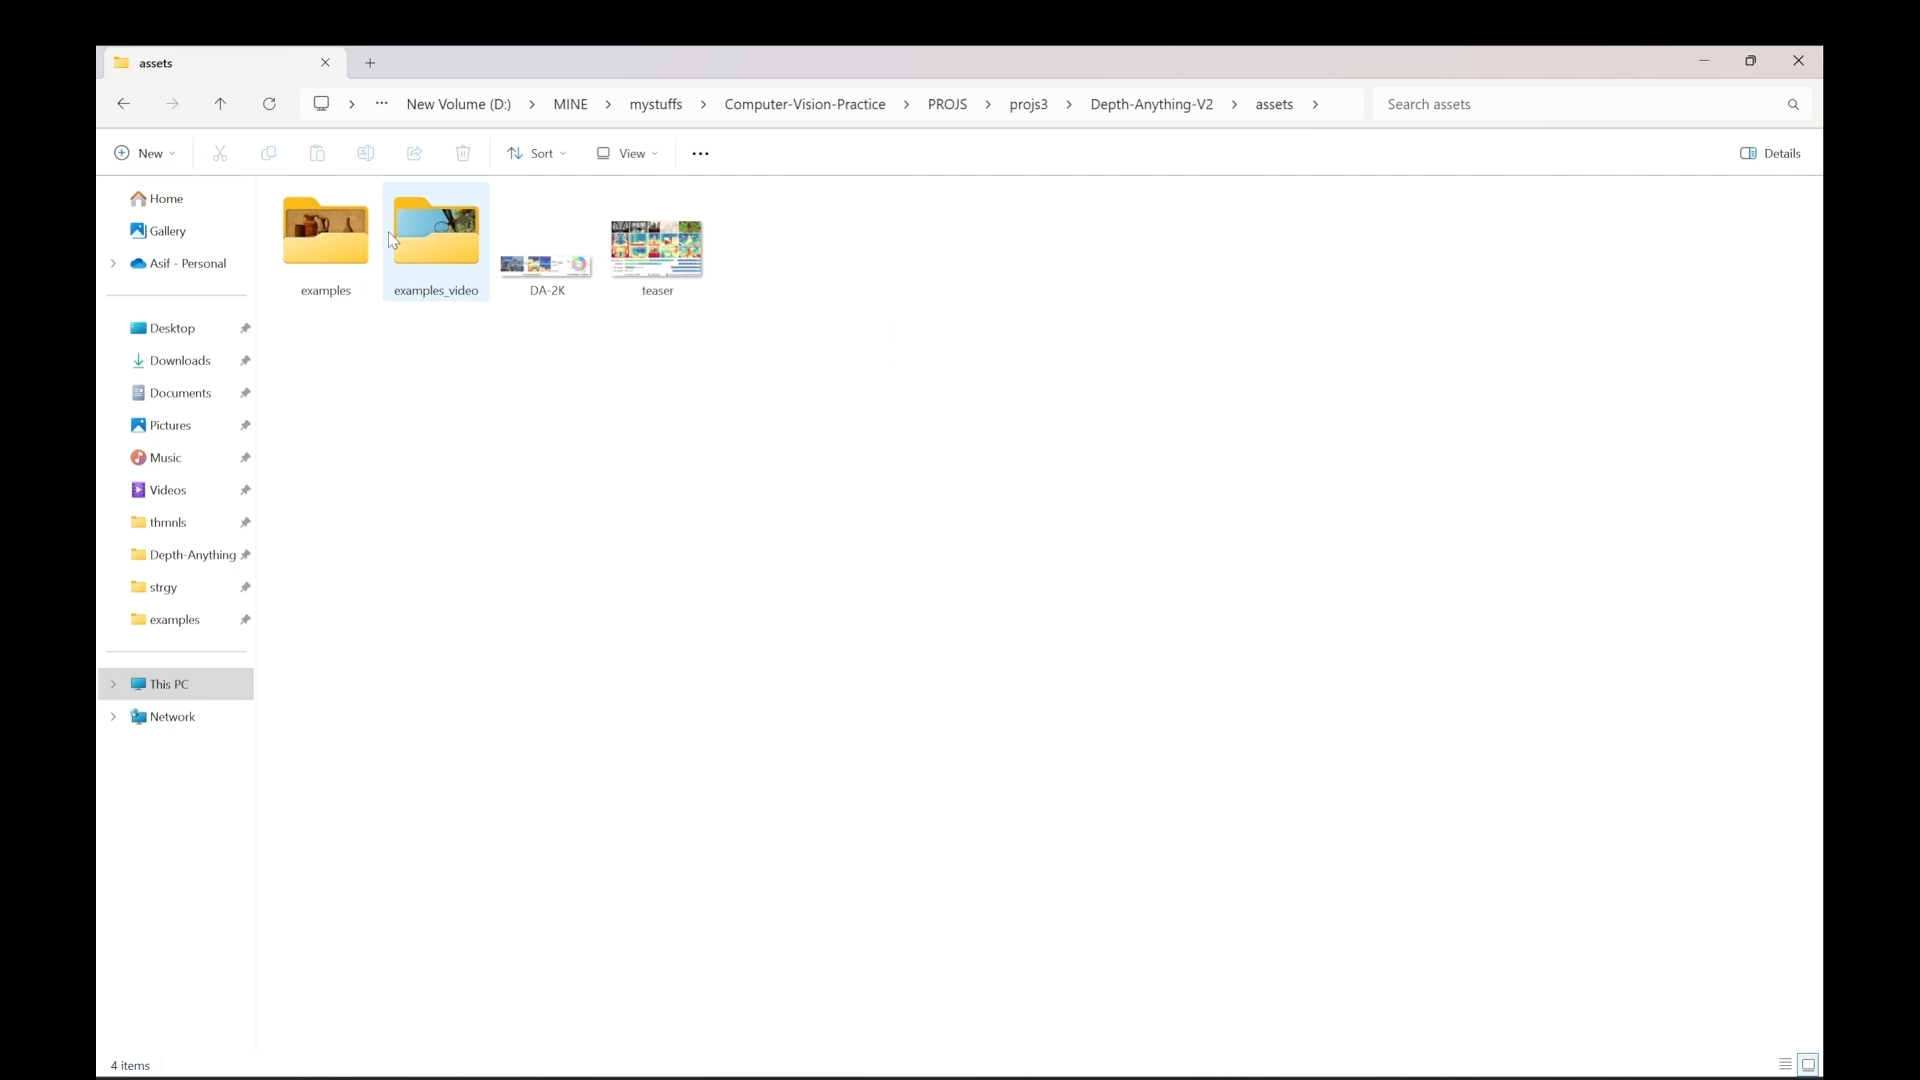 assets
New Volume (D:) MINE mystuffs Computer-Vision-Practice PROJS projs3 Depth-Anything-V2 assets
Search assets
New
Sort
View
Details
Home
Gallery
Asif - Personal
Desktop
Downloads
Documents
Pictures
Music
Videos
thmnls
Depth-Anything
strgy
examples
This PC
Network
examples
examples_video
DA-2K
teaser
4 items